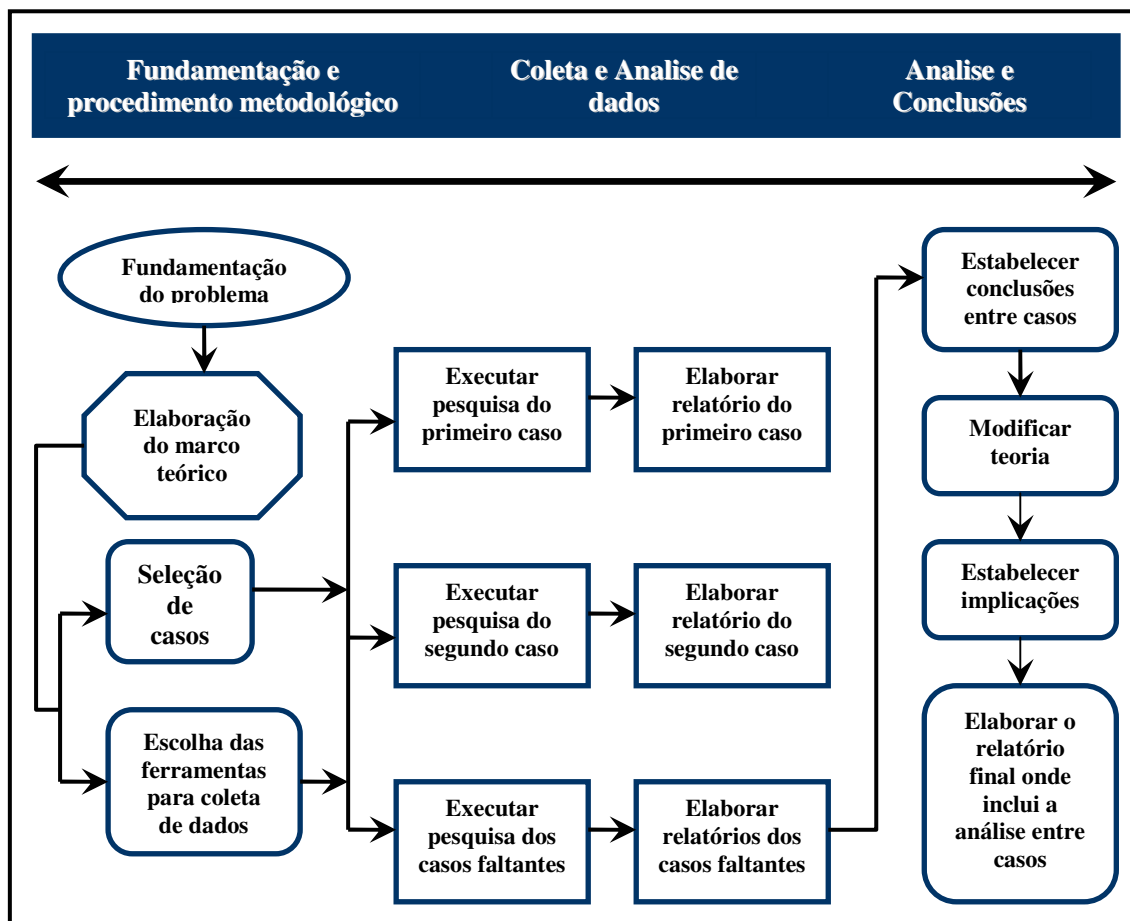 Fundamentação e
procedimento metodológico
Coleta e Analise de
dados
Analise e
Conclusões
Fundamentação
do problema
Elaboração
do marco
teórico
Seleção
de
casos
Escolha das
ferramentas
para coleta
de dados
Executar
pesquisa do
primeiro caso
Elaborar
relatório do
primeiro caso
Executar
pesquisa do
segundo caso
Elaborar
relatório do
segundo caso
Executar
pesquisa dos
casos faltantes
Elaborar
relatórios dos
casos faltantes
Estabelecer
conclusões
entre casos
Modificar
teoria
Estabelecer
implicações
Elaborar o
relatório
final onde
inclui a
análise entre
casos